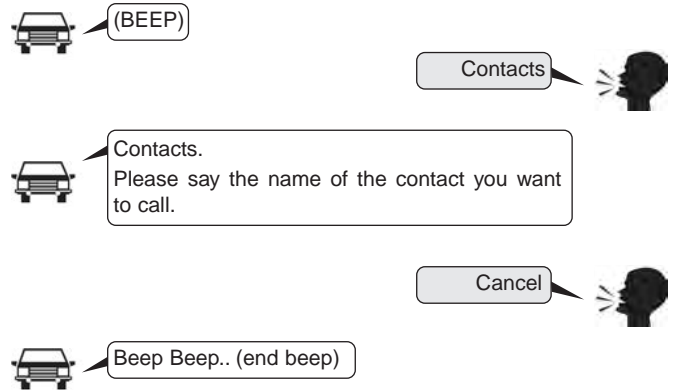 (BEEP)
Contacts
Contacts.
Please say the name of the contact you want
to call.
Cancel
Beep Beep.. (end beep)